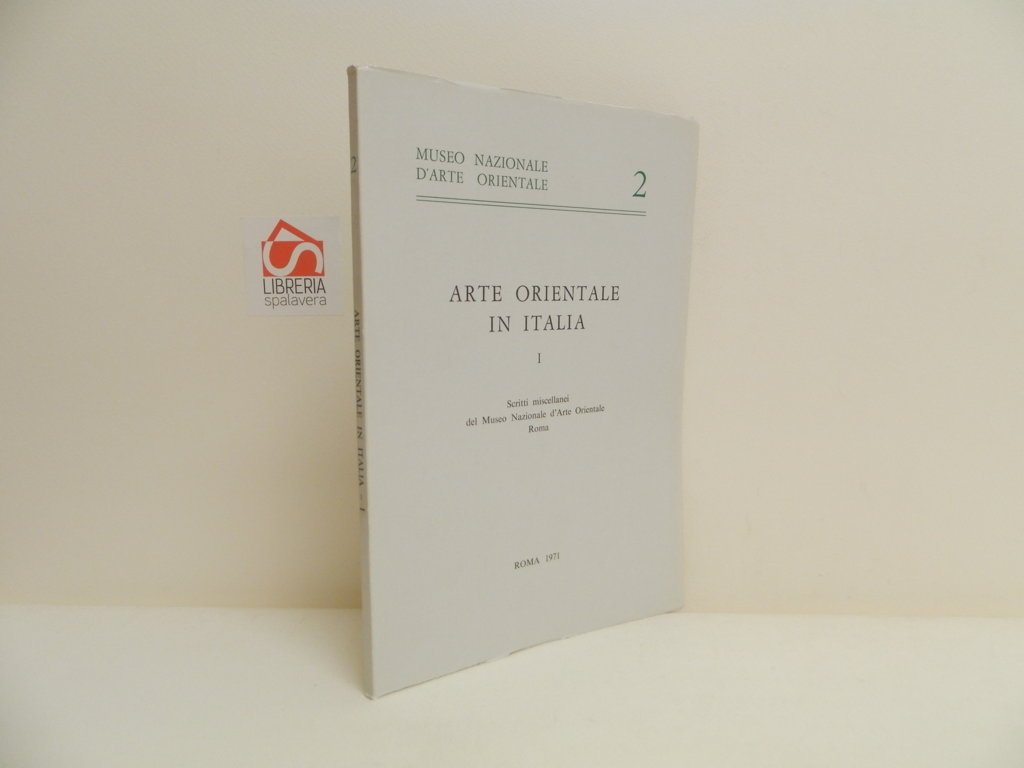 MUSEO NAZIONALE
D'ARTE ORIENTALE
2
ARTE ORIENTALE
IN ITALIA
I
Scritti miscellanei
del Museo Nazionale d'Arte Orientale
Roma
ROMA 1971
2
ARTE ORIENTALE IN ITALIA - I
LIBRERIA
spalavera